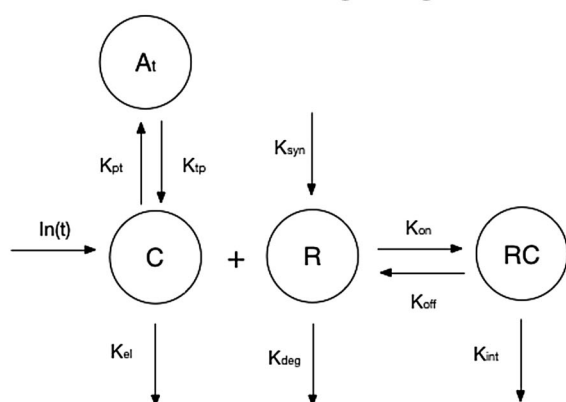 At
Kpt
Ktp
Ksyn
In(t)
C
+
R
Kon
Koff
RC
Kel
Kdeg
Kint